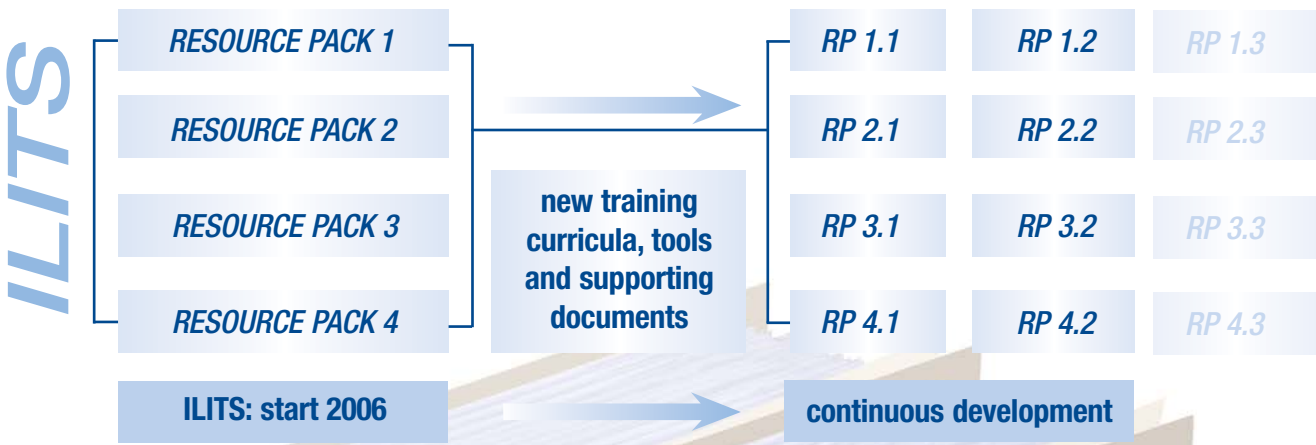 ILITS
RESOURCE PACK 1
RESOURCE PACK 2
RESOURCE PACK 3
RESOURCE PACK 4
new training
curricula, tools
and supporting
documents
RP 1.1 RP 1.2 RP 1.3
RP 2.1 RP 2.2 RP 2.3
RP 3.1 RP 3.2 RP 3.3
RP 4.1 RP 4.2 RP 4.3
ILITS: start 2006
continuous development